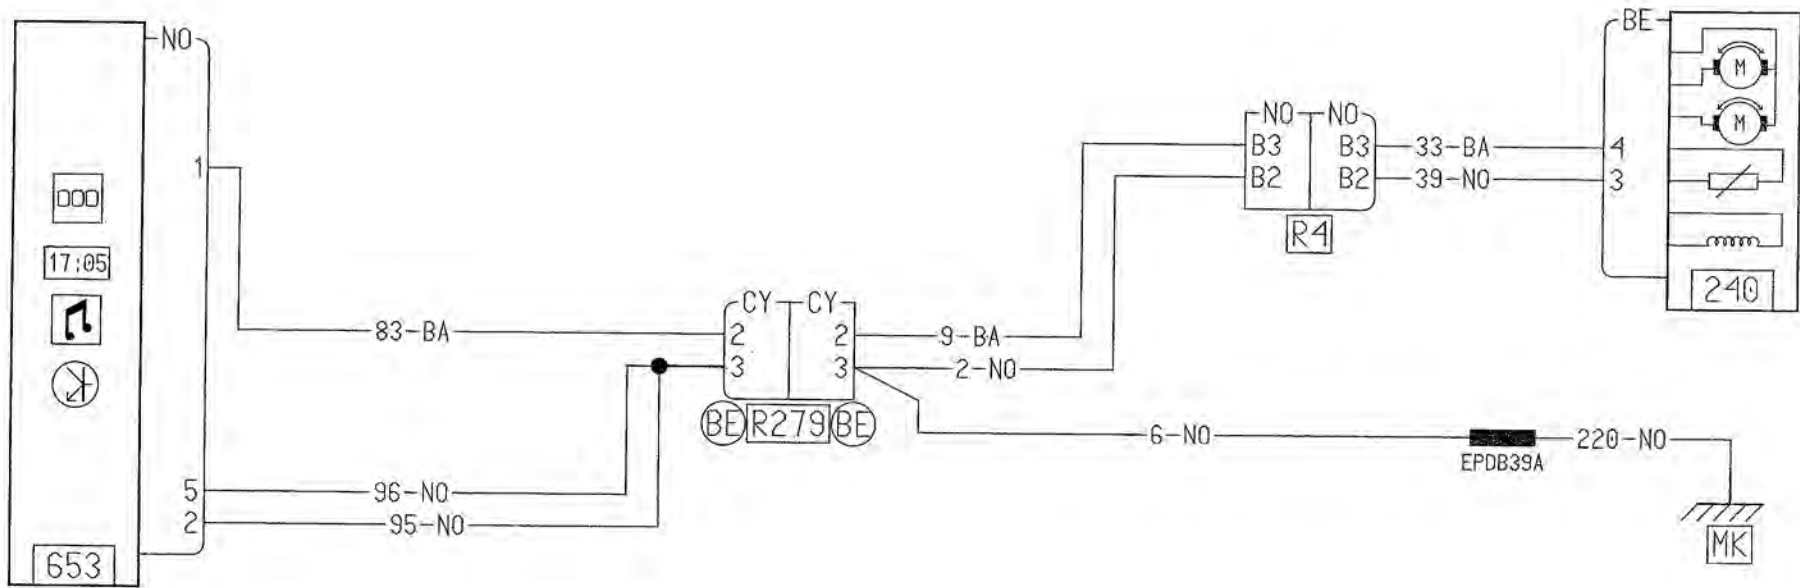 NO
1
17:05
5
2
653
83-BA
96-NO
95-NO
CY CY
2 2
3 3
BE R279 BE
9-BA
2-NO
6-NO
EPDB39A
220-NO
MK
NO NO
B3 B3
B2 B2
R4
33-BA
39-NO
BE
4
3
M
M
240